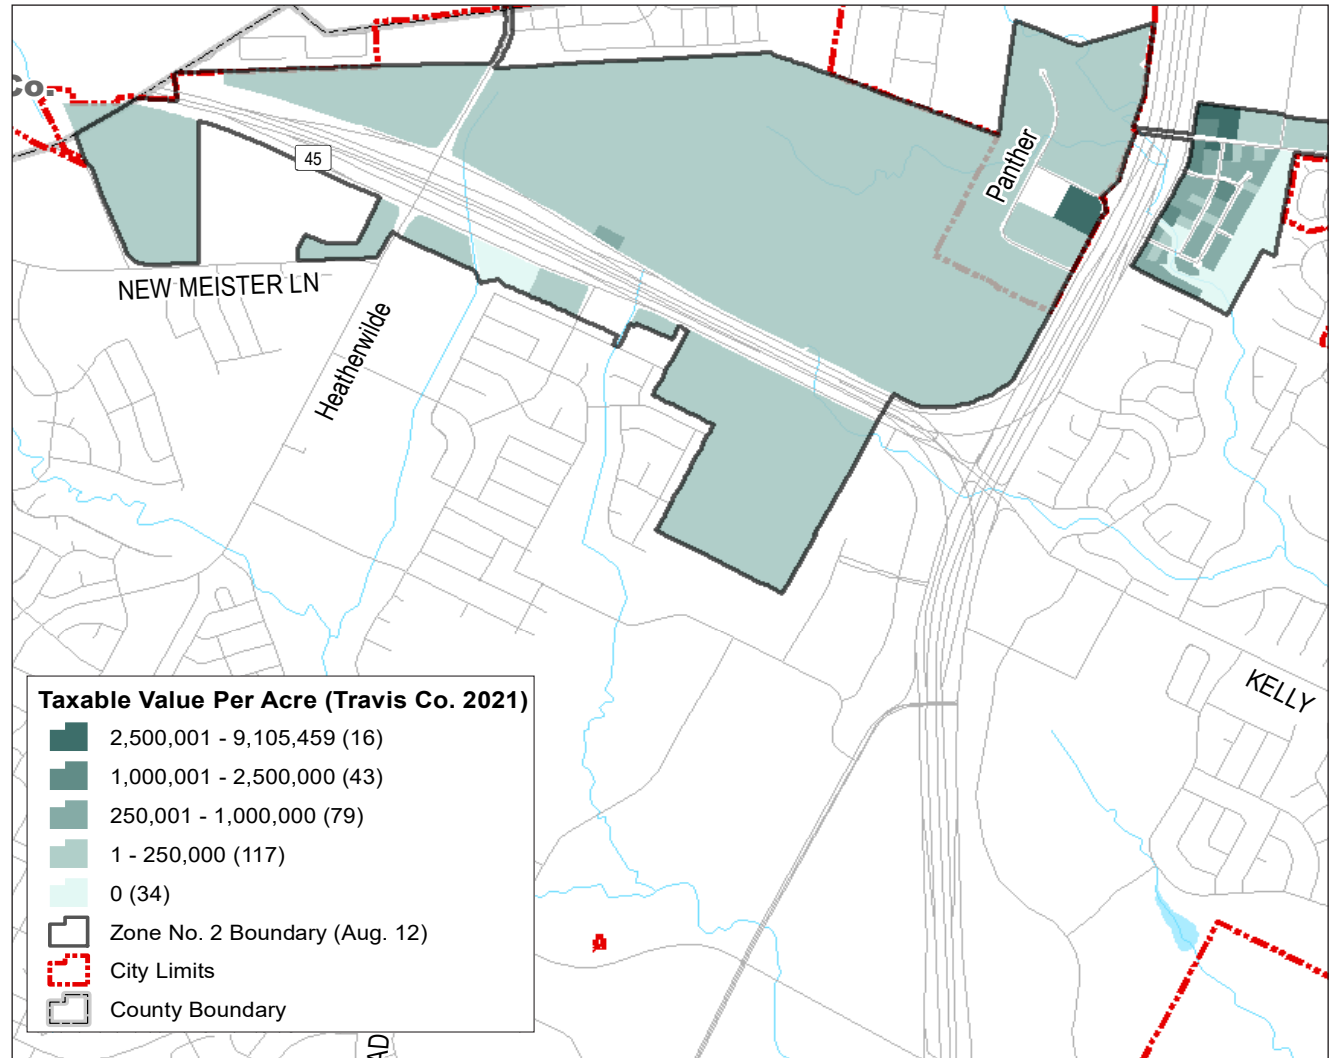 Co.
45
Panther
NEW MEISTER LN
Heatherwilde
KELLY
Taxable Value Per Acre (Travis Co. 2021)
2,500,001 - 9,105,459 (16)
1,000,001 - 2,500,000 (43)
250,001 - 1,000,000 (79)
1 - 250,000 (117)
0 (34)
Zone No. 2 Boundary (Aug. 12)
City Limits
County Boundary
AD